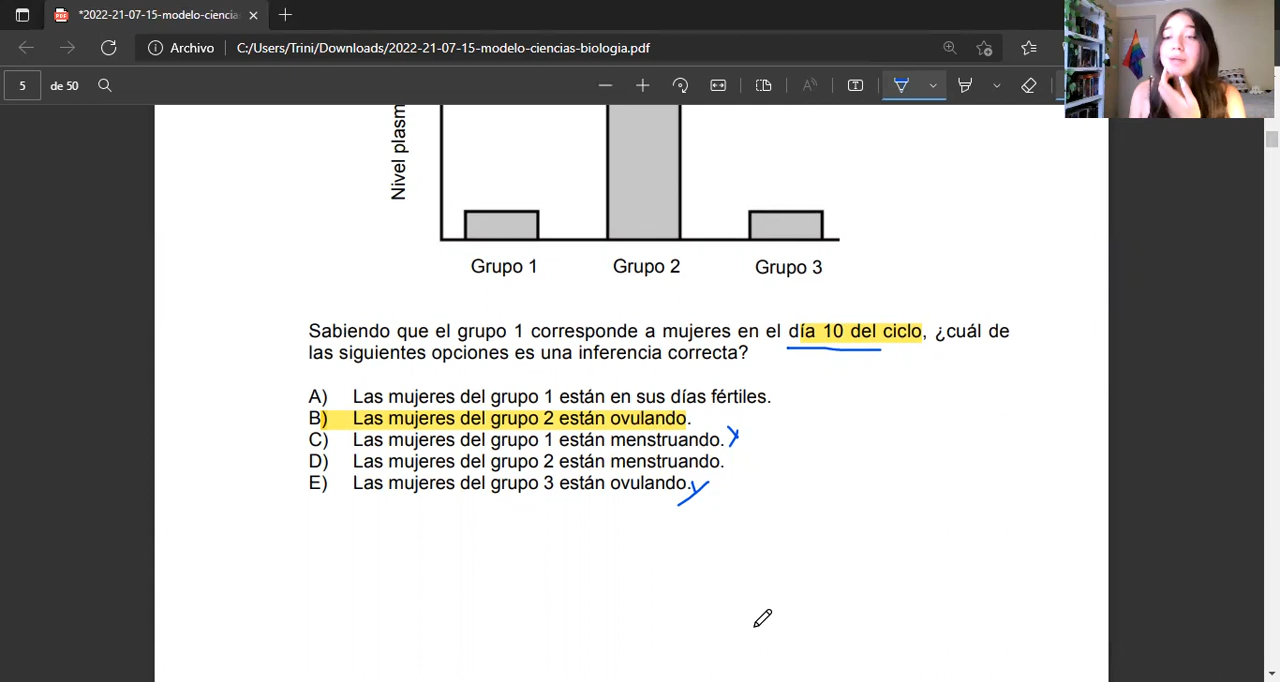 PDF
*2022-21-07-15-modelo-ciencia
Archivo
C:/Users/Trini/Downloads/2022-21-07-15-modelo-ciencias-biologia.pdf
5
de 50
Nivel plasm
Grupo 1
Grupo 2
Grupo 3
Sabiendo que el grupo 1 corresponde a mujeres en el día 10 del ciclo, ¿cuál de
las siguientes opciones es una inferencia correcta?
A) Las mujeres del grupo 1 están en sus días fértiles.
B) Las mujeres del grupo 2 están ovulando.
C) Las mujeres del grupo 1 están menstruando.
D) Las mujeres del grupo 2 están menstruando.
E) Las mujeres del grupo 3 están ovulando.